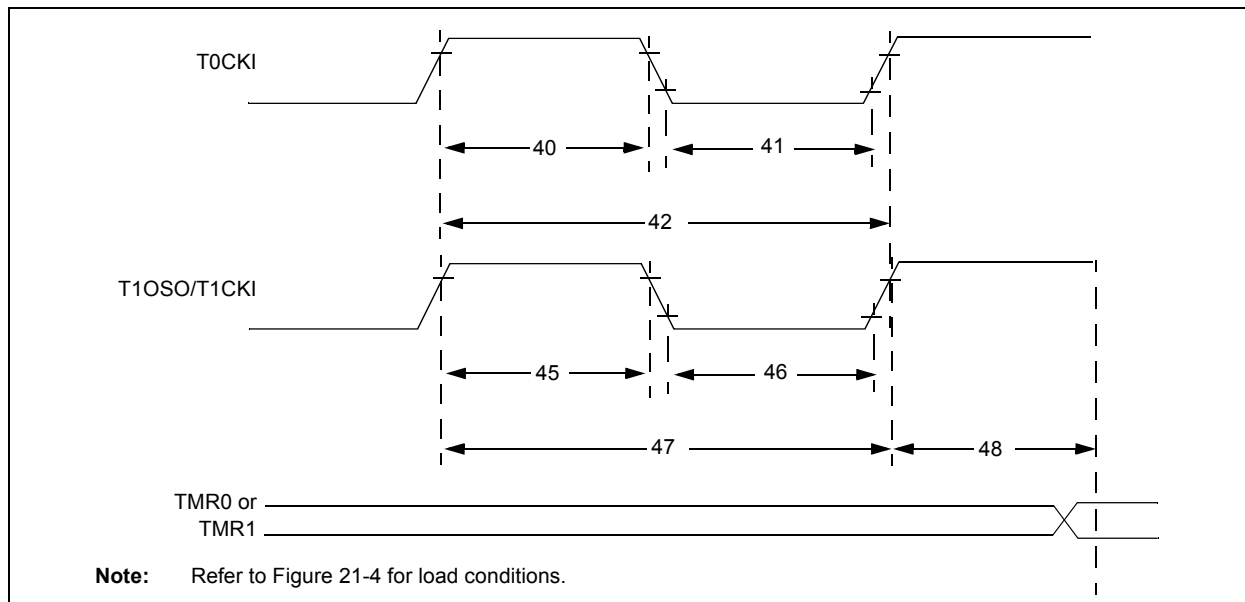 T0CKI
40
41
42
T1OSO/T1CKI
45
46
47
48
TMR0 or
TMR1
Note: Refer to Figure 21-4 for load conditions.